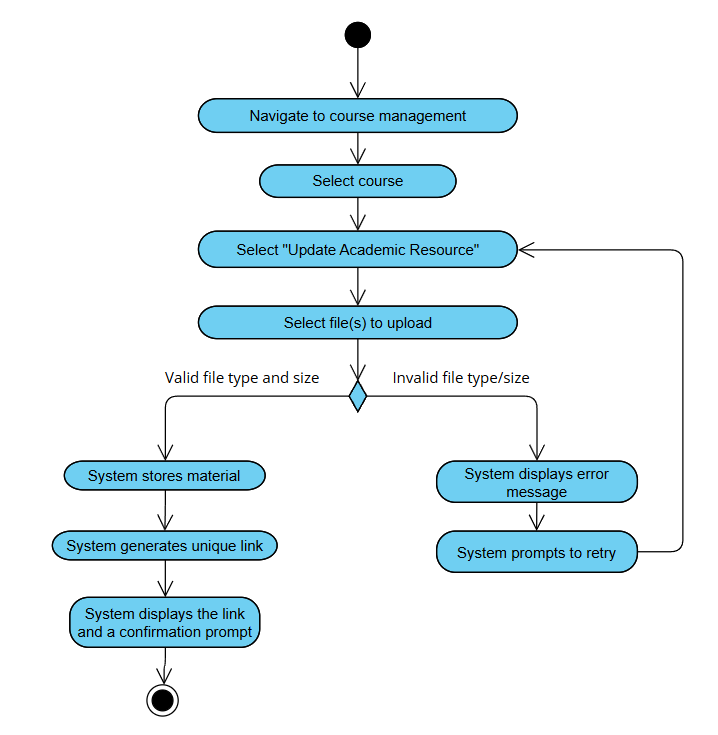 Navigate to course management
Select course
Select "Update Academic Resource"
Select file(s) to upload
Valid file type and size
Invalid file type/size
System stores material
System generates unique link
System displays the link
and a confirmation prompt
System displays error
message
System prompts to retry